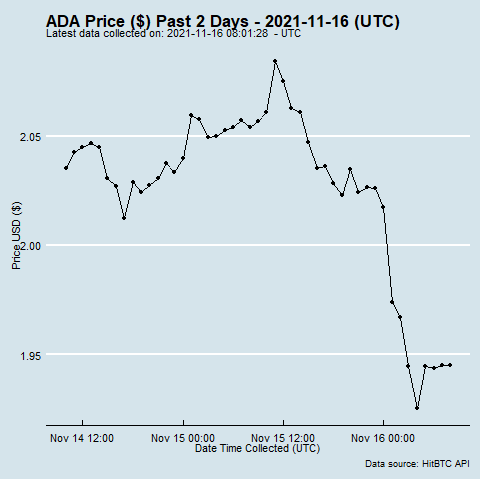 ADA Price ($) Past 2 Days - 2021-11-16 (UTC)
Latest data collected on: 2021-11-16 08:01:28 - UTC
Price USD ($)
2.05
2.00
1.95
Nov 14 12:00
Nov 15 00:00
Nov 15 12:00
Nov 16 00:00
Date Time Collected (UTC)
Data source: HitBTC API